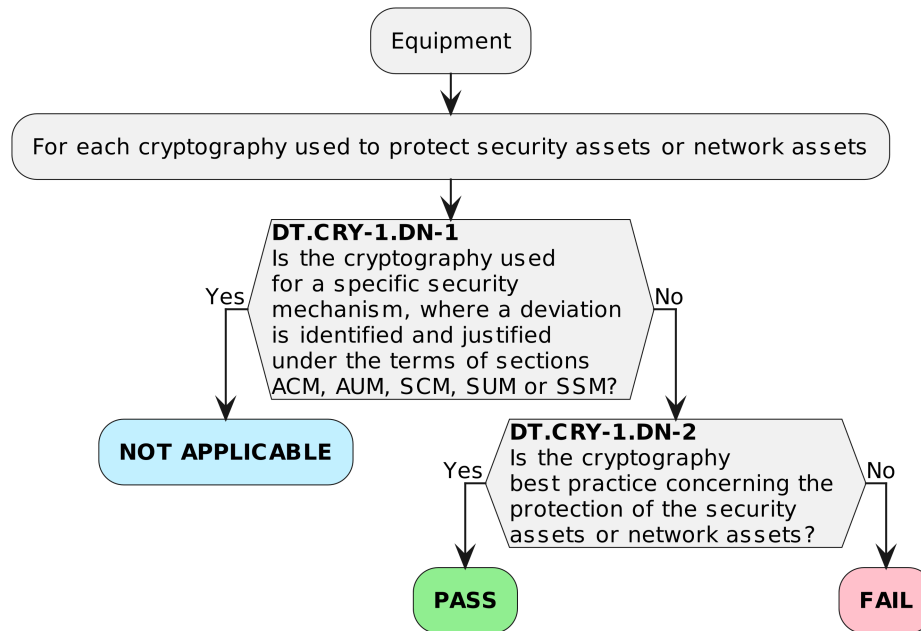 Equipment
For each cryptography used to protect security assets or network assets
DT.CRY-1.DN-1
Is the cryptography used
for a specific security
mechanism, where a deviation
is identified and justified
under the terms of sections
ACM, AUM, SCM, SUM or SSM?
Yes
No
NOT APPLICABLE
DT.CRY-1.DN-2
Is the cryptography
best practice concerning the
protection of the security
assets or network assets?
Yes
No
PASS
FAIL